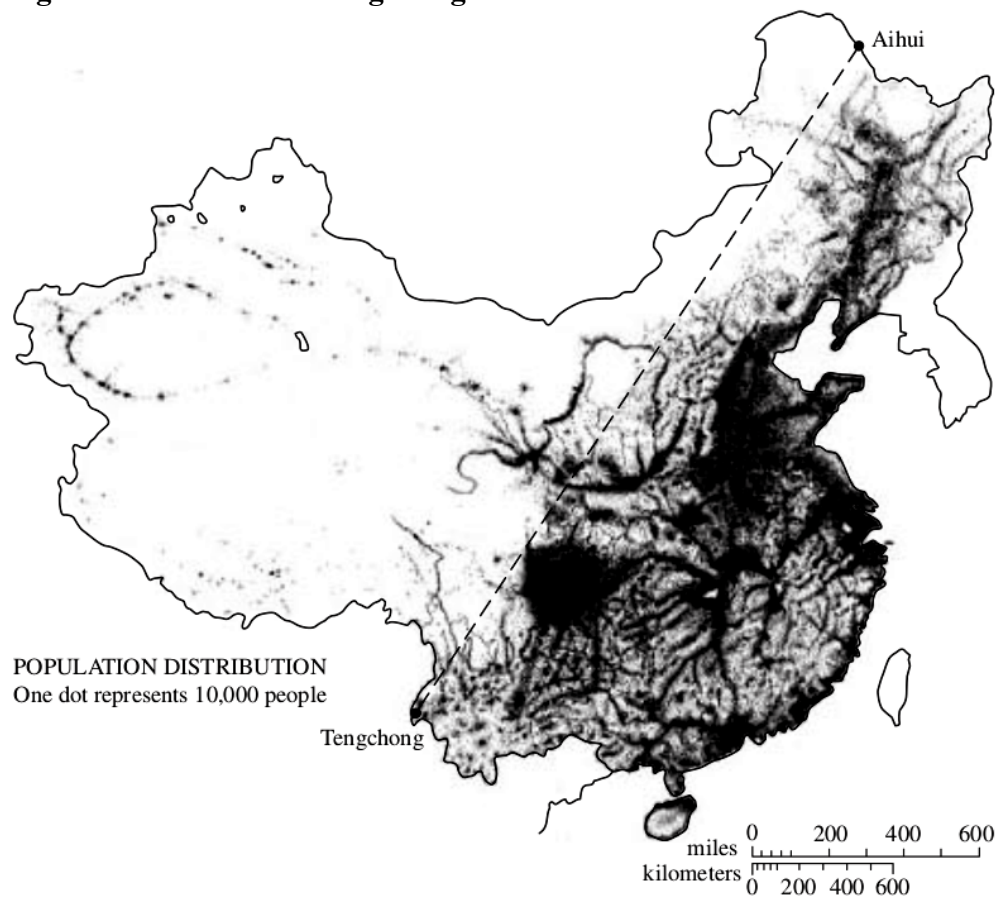 Aihui
POPULATION DISTRIBUTION
One dot represents 10,000 people
Tengchong
miles 0 200 400 600
kilometers 0 200 400 600